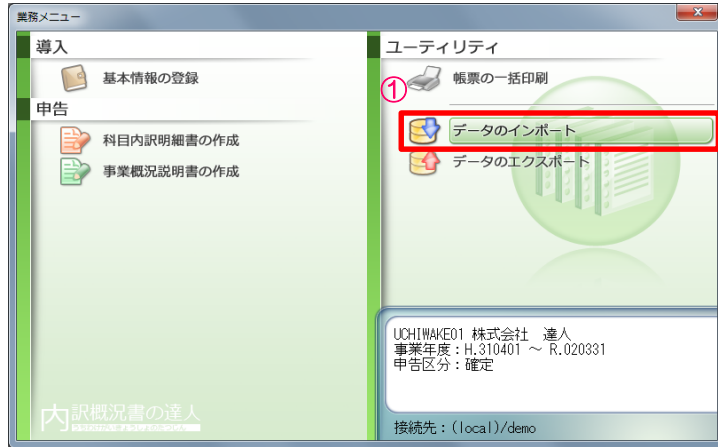 業務メニュー
導入
基本情報の登録
申告
科目内訳明細書の作成
事業概況説明書の作成
ユーティリティ
帳票の一括印刷
①
データのインポート
データのエクスポート
UCHIWAKE01 株式会社　達人
事業年度：H.310401 ～ R.020331
申告区分：確定
接続先：(local)/demo
内訳概況書の達人